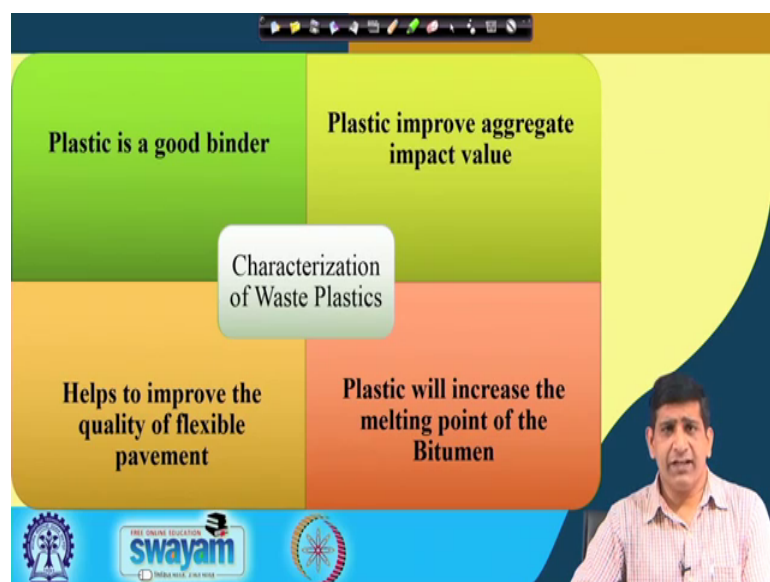 Plastic is a good binder
Plastic improve aggregate
impact value
Characterization
of Waste Plastics
Helps to improve the
quality of flexible
pavement
Plastic will increase the
melting point of the
Bitumen
FREE ONLINE EDUCATION
swayam